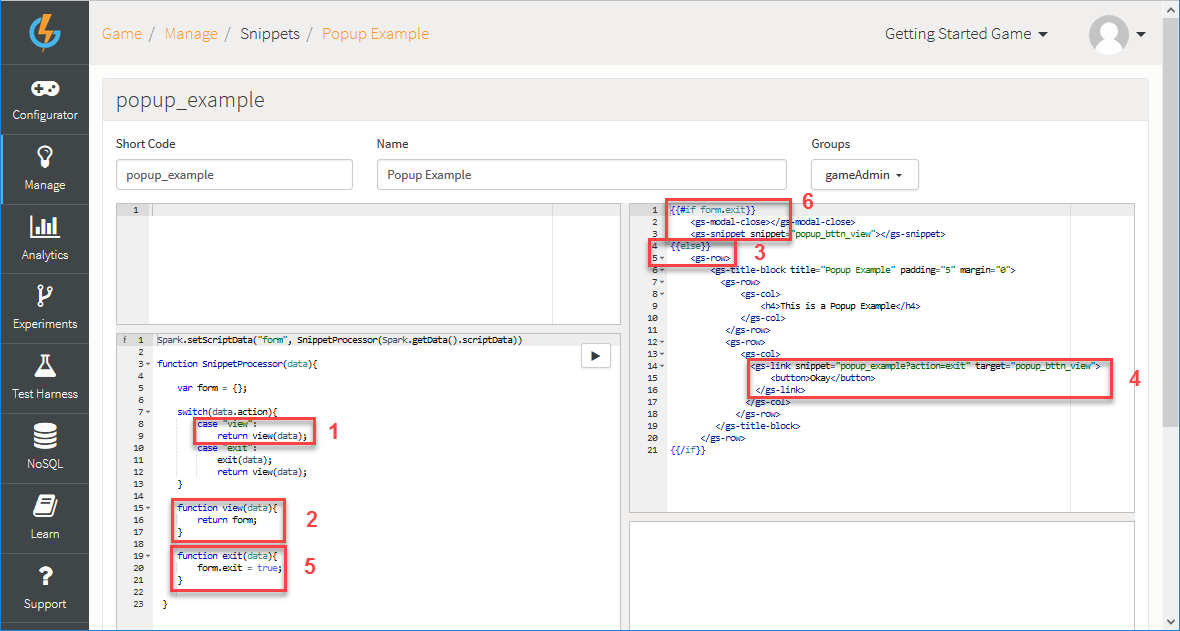 Game / Manage / Snippets / Popup Example
Getting Started Game
Configurator
Manage
Analytics
Experiments
Test Harness
NoSQL
Learn
Support
popup_example
Short Code
Name
Groups
popup_example
Popup Example
gameAdmin
1
i 1 Spark.setScriptData("form", SnippetProcessor(Spark.getData().scriptData))
2
3 function SnippetProcessor(data){
4
5 var form = {};
6
7 switch(data.action){
8 case "view":
9 return view(data);
10 case "exit":
11 exit(data);
12 return view(data);
13 }
14
15 function view(data){
16 return form;
17 }
18
19 function exit(data){
20 form.exit = true;
21 }
22
23 }
1
2
5
1 {{#if form.exit}}
2 <gs-modal-close></gs-modal-close>
3 <gs-snippet snippet="popup_bttn_view"></gs-snippet>
4 {{else}}
5 <gs-row>
6 <gs-title-block title="Popup Example" padding="5" margin="0">
7 <gs-row>
8 <gs-col>
9 <h4>This is a Popup Example</h4>
10 </gs-col>
11 </gs-row>
12 <gs-row>
13 <gs-col>
14 <gs-link snippet="popup_example?action=exit" target="popup_bttn_view">
15 <button>Okay</button>
16 </gs-link>
17 </gs-col>
18 </gs-row>
19 </gs-title-block>
20 </gs-row>
21 {{/if}}
6
3
4